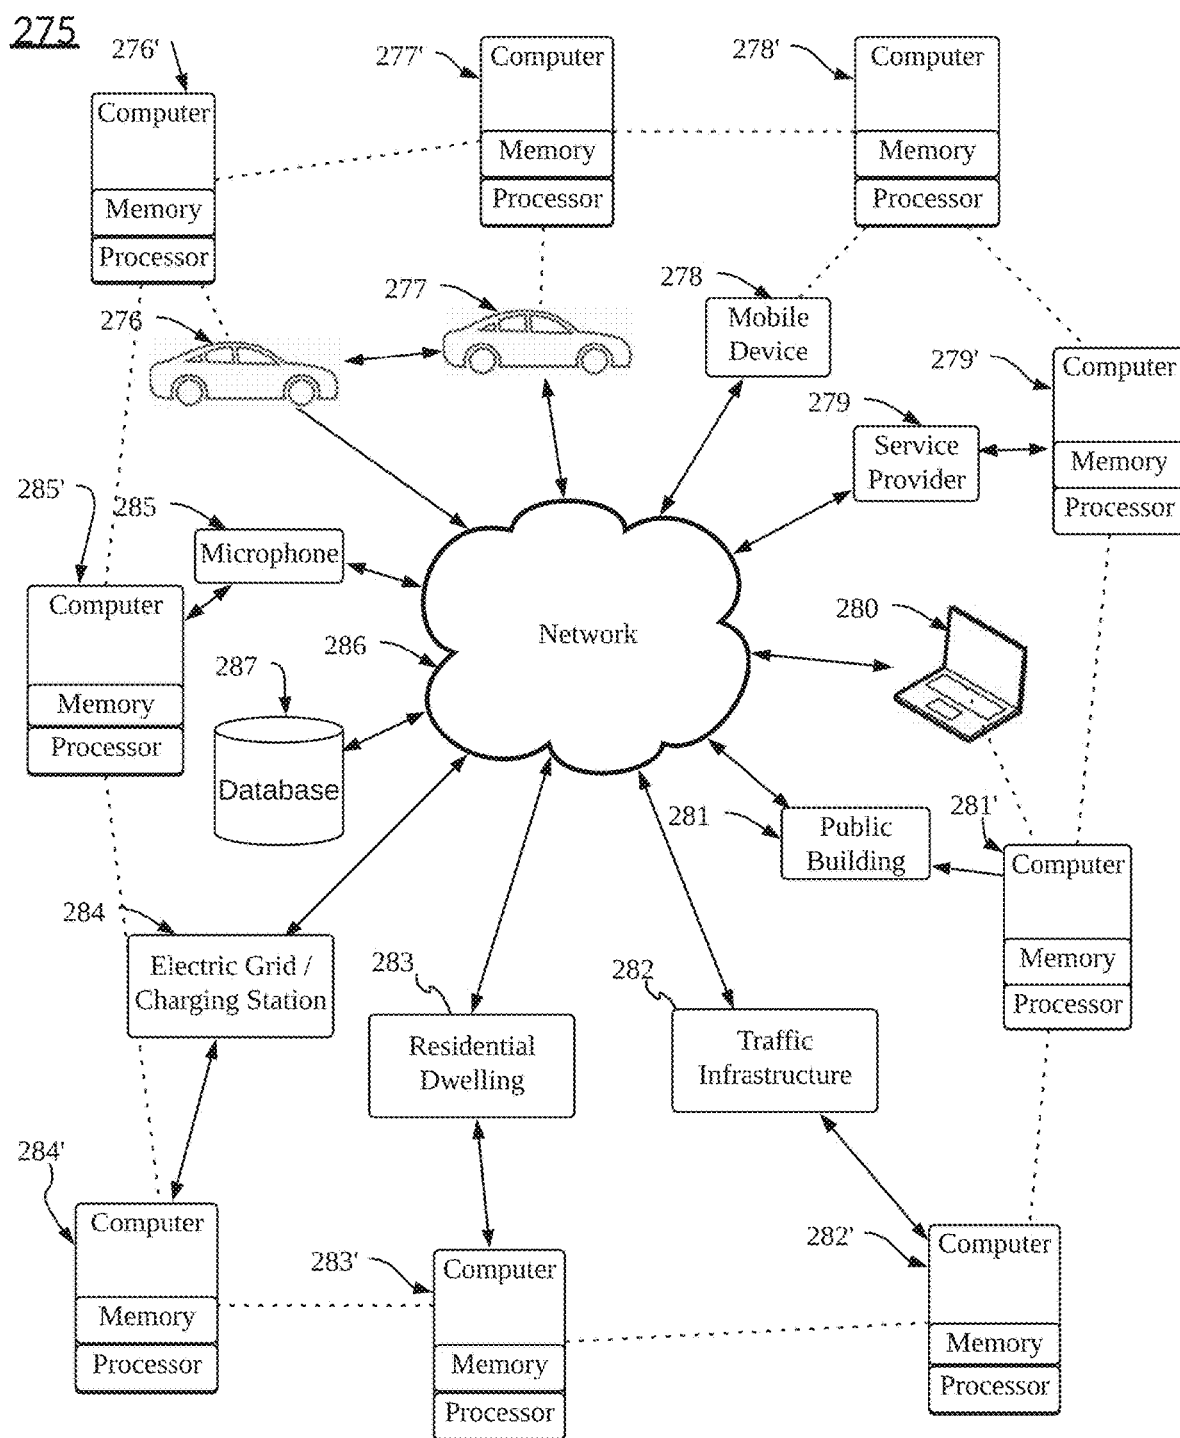 275
276'
Computer
Memory
Processor
277'
Computer
Memory
Processor
278'
Computer
Memory
Processor
276
277
278
Mobile
Device
279'
Computer
Memory
Processor
279
Service
Provider
285'
285
Microphone
Computer
Memory
Processor
286
Network
287
Database
280
281
Public
Building
281'
Computer
Memory
Processor
284
Electric Grid /
Charging Station
283
Residential
Dwelling
282
Traffic
Infrastructure
284'
Computer
Memory
Processor
283'
Computer
Memory
Processor
282'
Computer
Memory
Processor